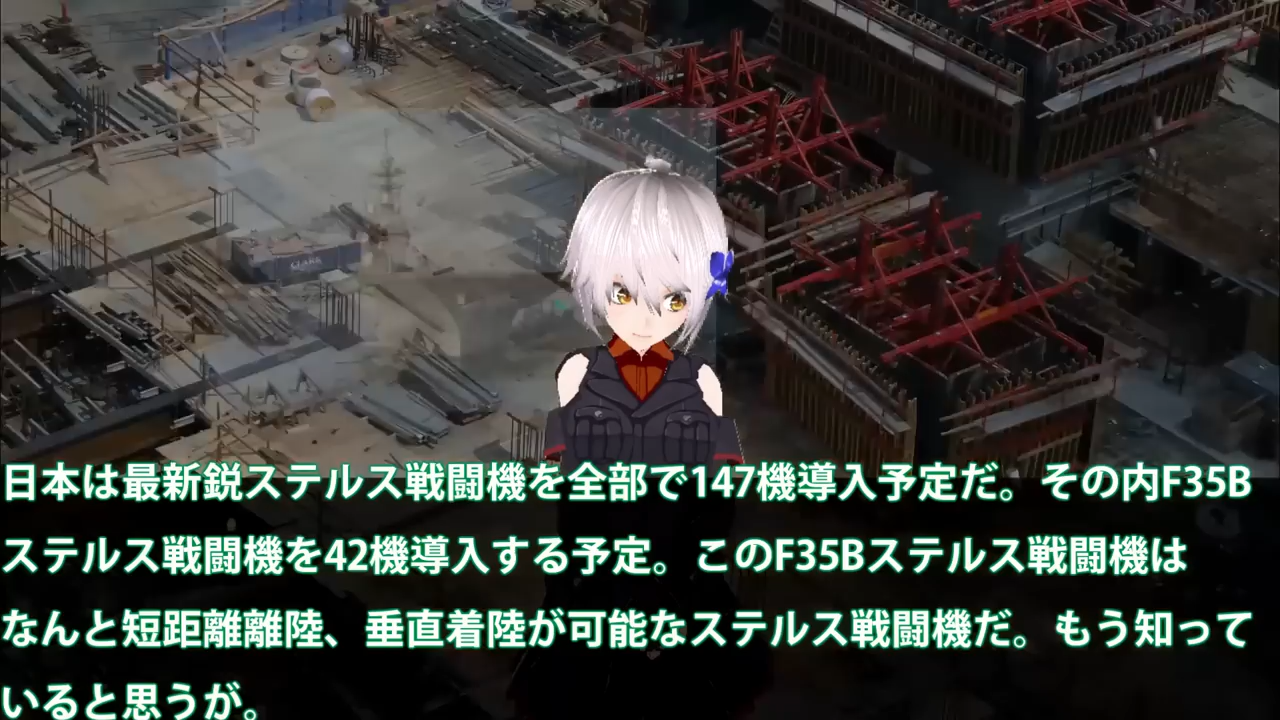 日本は最新鋭ステルス戦闘機を全部で147機導入予定だ。その内F35B
ステルス戦闘機を42機導入する予定。このF35Bステルス戦闘機は
なんと短距離離陸、垂直着陸が可能なステルス戦闘機だ。もう知って
いると思うが。